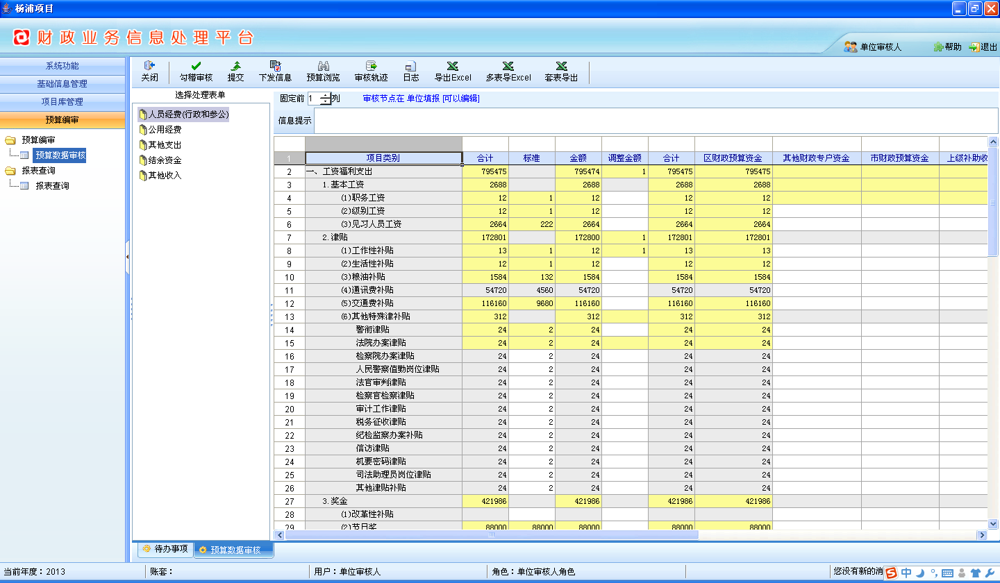 杨浦项目
财政业务信息处理平台
单位审核人 帮助 退出
系统功能
基础信息管理
项目库管理
预算编审
预算编审
预算数据审核
报表查询
报表查询
关闭 勾稽审核 提交 下发信息 预算浏览 审核轨迹 日志 导出Excel 多表导Excel 套表导出
选择处理表单
人员经费(行政和参公)
公用经费
其他支出
结余资金
其他收入
固定前 1 列 审核节点在 单位填报 [可以编辑]
信息提示
1 项目类别 合计 标准 金额 调整金额 合计 区财政预算资金 其他财政专户资金 市财政预算资金 上级补助收
2 一、工资福利支出 795475 795474 1 795475 795475
3 1.基本工资 2688 2688 2688 2688
4 (1)职务工资 12 1 12 12 12
5 (2)级别工资 12 1 12 12 12
6 (3)见习人员工资 2664 222 2664 2664 2664
7 2.津贴 172801 172800 1 172801 172801
8 (1)工作性补贴 13 1 12 1 13 13
9 (2)生活性补贴 12 1 12 12 12
10 (3)粮油补贴 1584 132 1584 1584 1584
11 (4)通讯费补贴 54720 4560 54720 54720 54720
12 (5)交通费补贴 116160 9680 116160 116160 116160
13 (6)其他特殊津补贴 312 312 312 312
14 警衔津贴 24 2 24 24 24
15 法院办案津贴 24 2 24 24 24
16 检察院办案津贴 24 2 24 24 24
17 人民警察值勤岗位津贴 24 2 24 24 24
18 法官审判津贴 24 2 24 24 24
19 检察官检察津贴 24 2 24 24 24
20 审计工作津贴 24 2 24 24 24
21 税务征收津贴 24 2 24 24 24
22 纪检监察办案补贴 24 2 24 24 24
23 信访津贴 24 2 24 24 24
24 机要密码津贴 24 2 24 24 24
25 司法助理员岗位津贴 24 2 24 24 24
26 其他津贴补贴 24 2 24 24 24
27 3.奖金 421986 421986 421986 421986
28 (1)改革性补贴
29 (2)节日奖 88000 88000 88000 88000 88000
待办事项 预算数据审核
当前年度：2013 账套： 用户：单位审核人 角色：单位审核人角色 您没有新的消 中